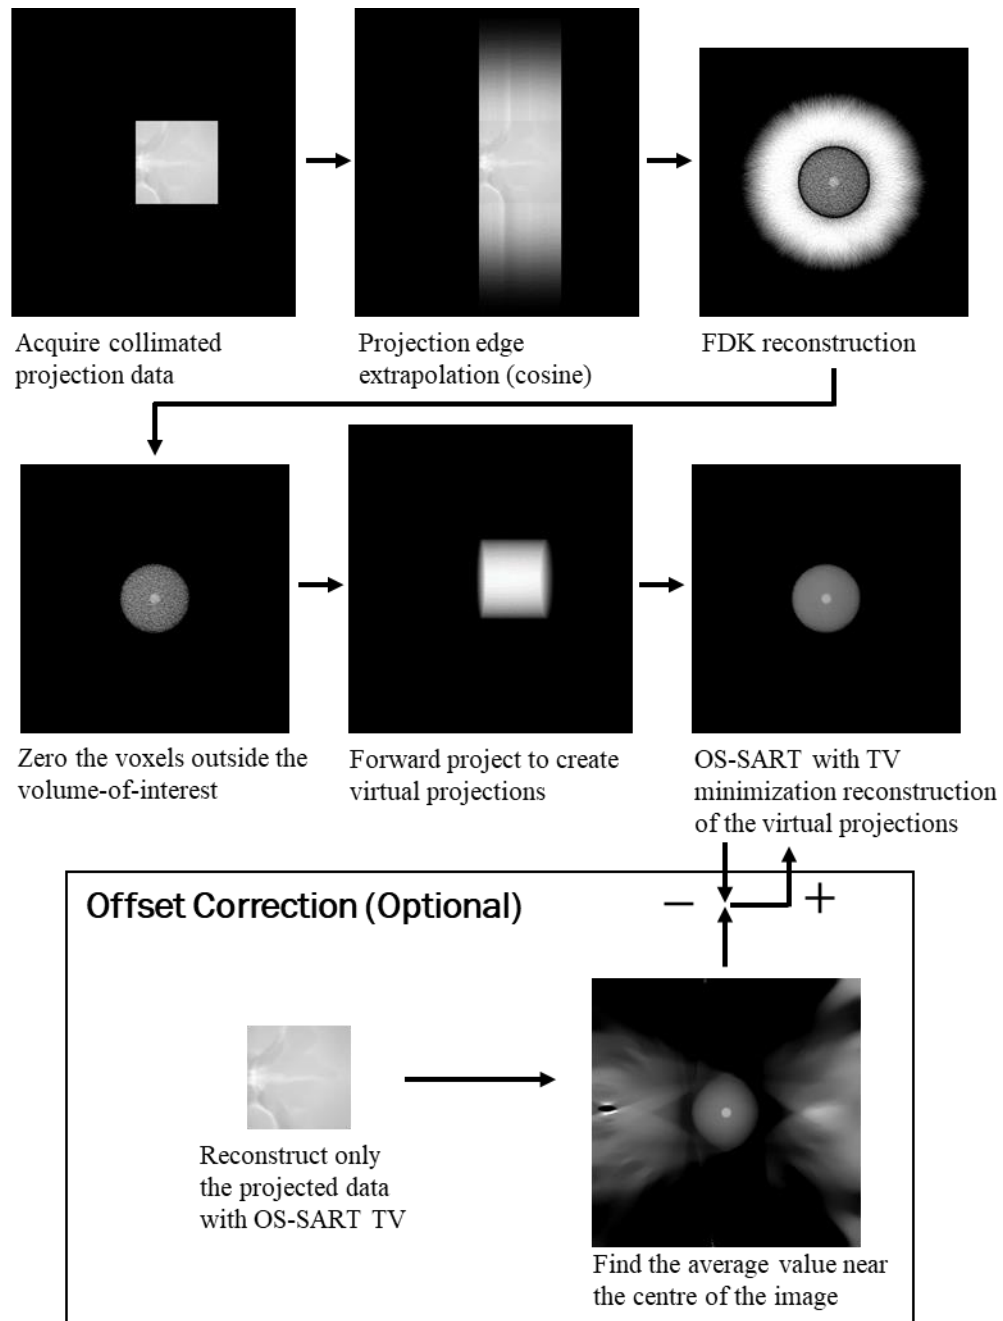 Acquire collimated
projection data
Projection edge
extrapolation (cosine)
FDK reconstruction
Zero the voxels outside the
volume-of-interest
Forward project to create
virtual projections
OS-SART with TV
minimization reconstruction
of the virtual projections
Offset Correction (Optional)
− +
Reconstruct only
the projected data
with OS-SART TV
Find the average value near
the centre of the image